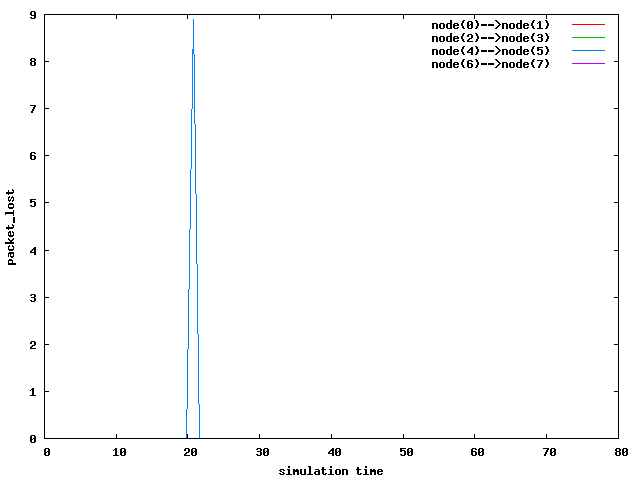 node(0)-->node(1)
node(2)-->node(3)
node(4)-->node(5)
node(6)-->node(7)
9
8
7
6
5
4
3
2
1
0
packet_lost
0 10 20 30 40 50 60 70 80
simulation time